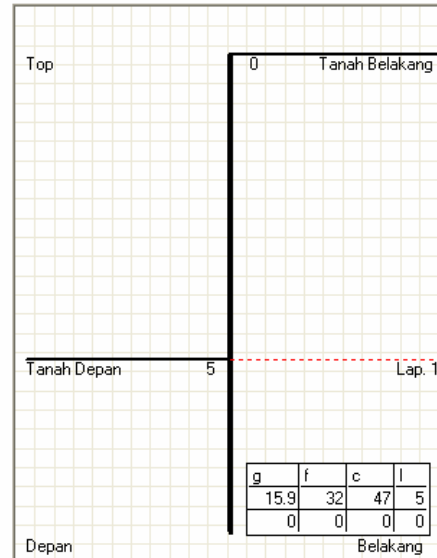 Top 0 Tanah Belakang
Tanah Depan 5 Lap. 1
g f c l
15.9 32 47 5
0 0 0 0
Depan Belakang